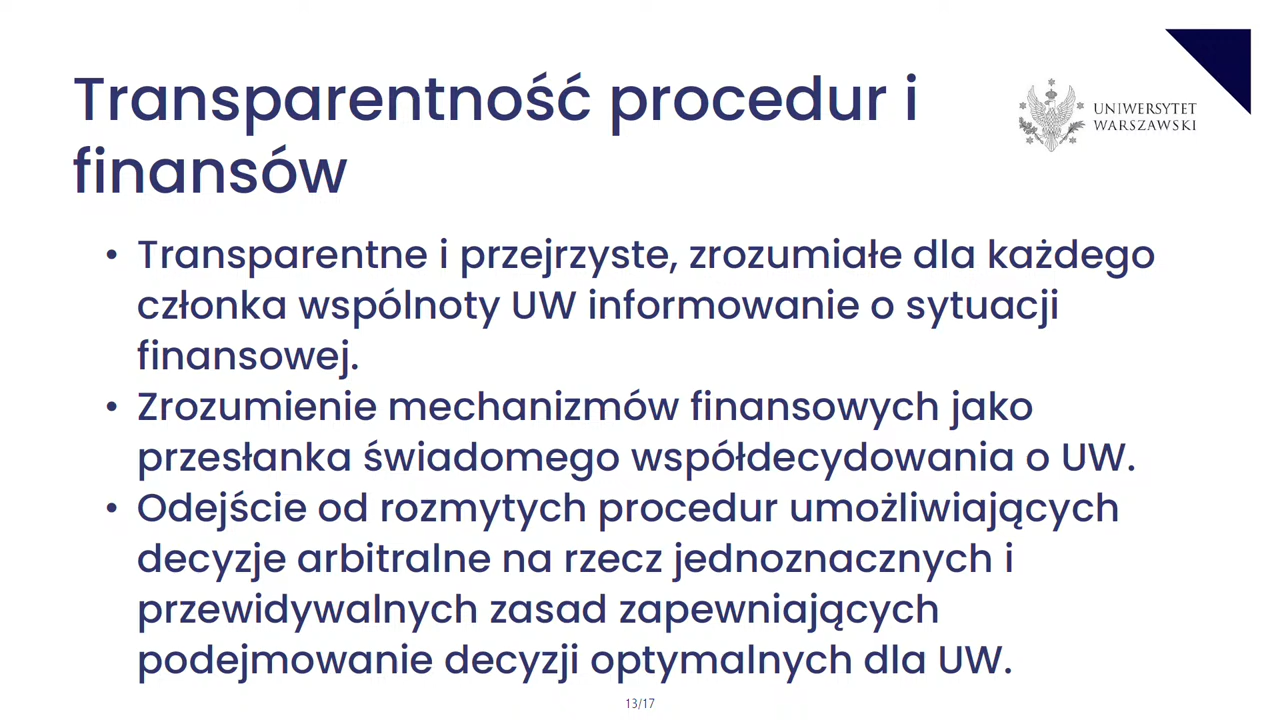 Transparentność procedur i
finansów
UNIWERSYTET
WARSZAWSKI
• Transparentne i przejrzyste, zrozumiałe dla każdego
członka wspólnoty UW informowanie o sytuacji
finansowej.
• Zrozumienie mechanizmów finansowych jako
przesłanka świadomego współdecydowania o UW.
• Odejście od rozmytych procedur umożliwiających
decyzje arbitralne na rzecz jednoznacznych i
przewidywalnych zasad zapewniających
podejmowanie decyzji optymalnych dla UW.
13/17